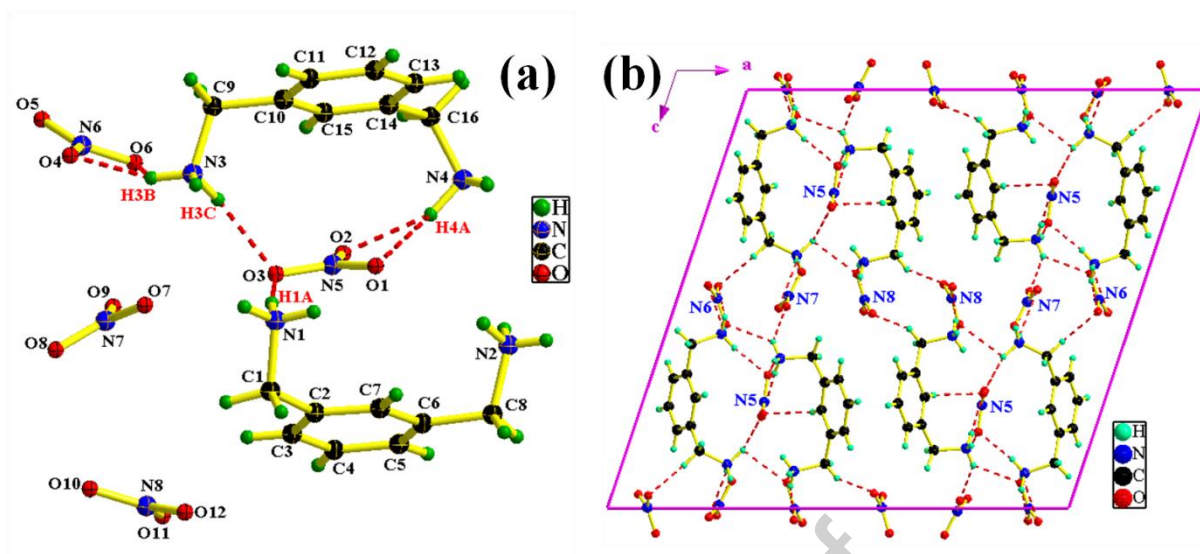 (a)
C11
C12
C13
C9
C10
C15
C14
C16
O5
N6
O4
O6
N3
H3B
H3C
N4
H4A
O2
O3
N5
O1
H1A
N1
N2
O9
O7
O8
N7
C1
C2
C7
C6
C8
C3
C4
C5
O10
N8
O12
O11
H
N
C
O
(b)
a
c
N5
N5
N6
N7
N8
N8
N7
N6
N5
N5
H
N
C
O
f